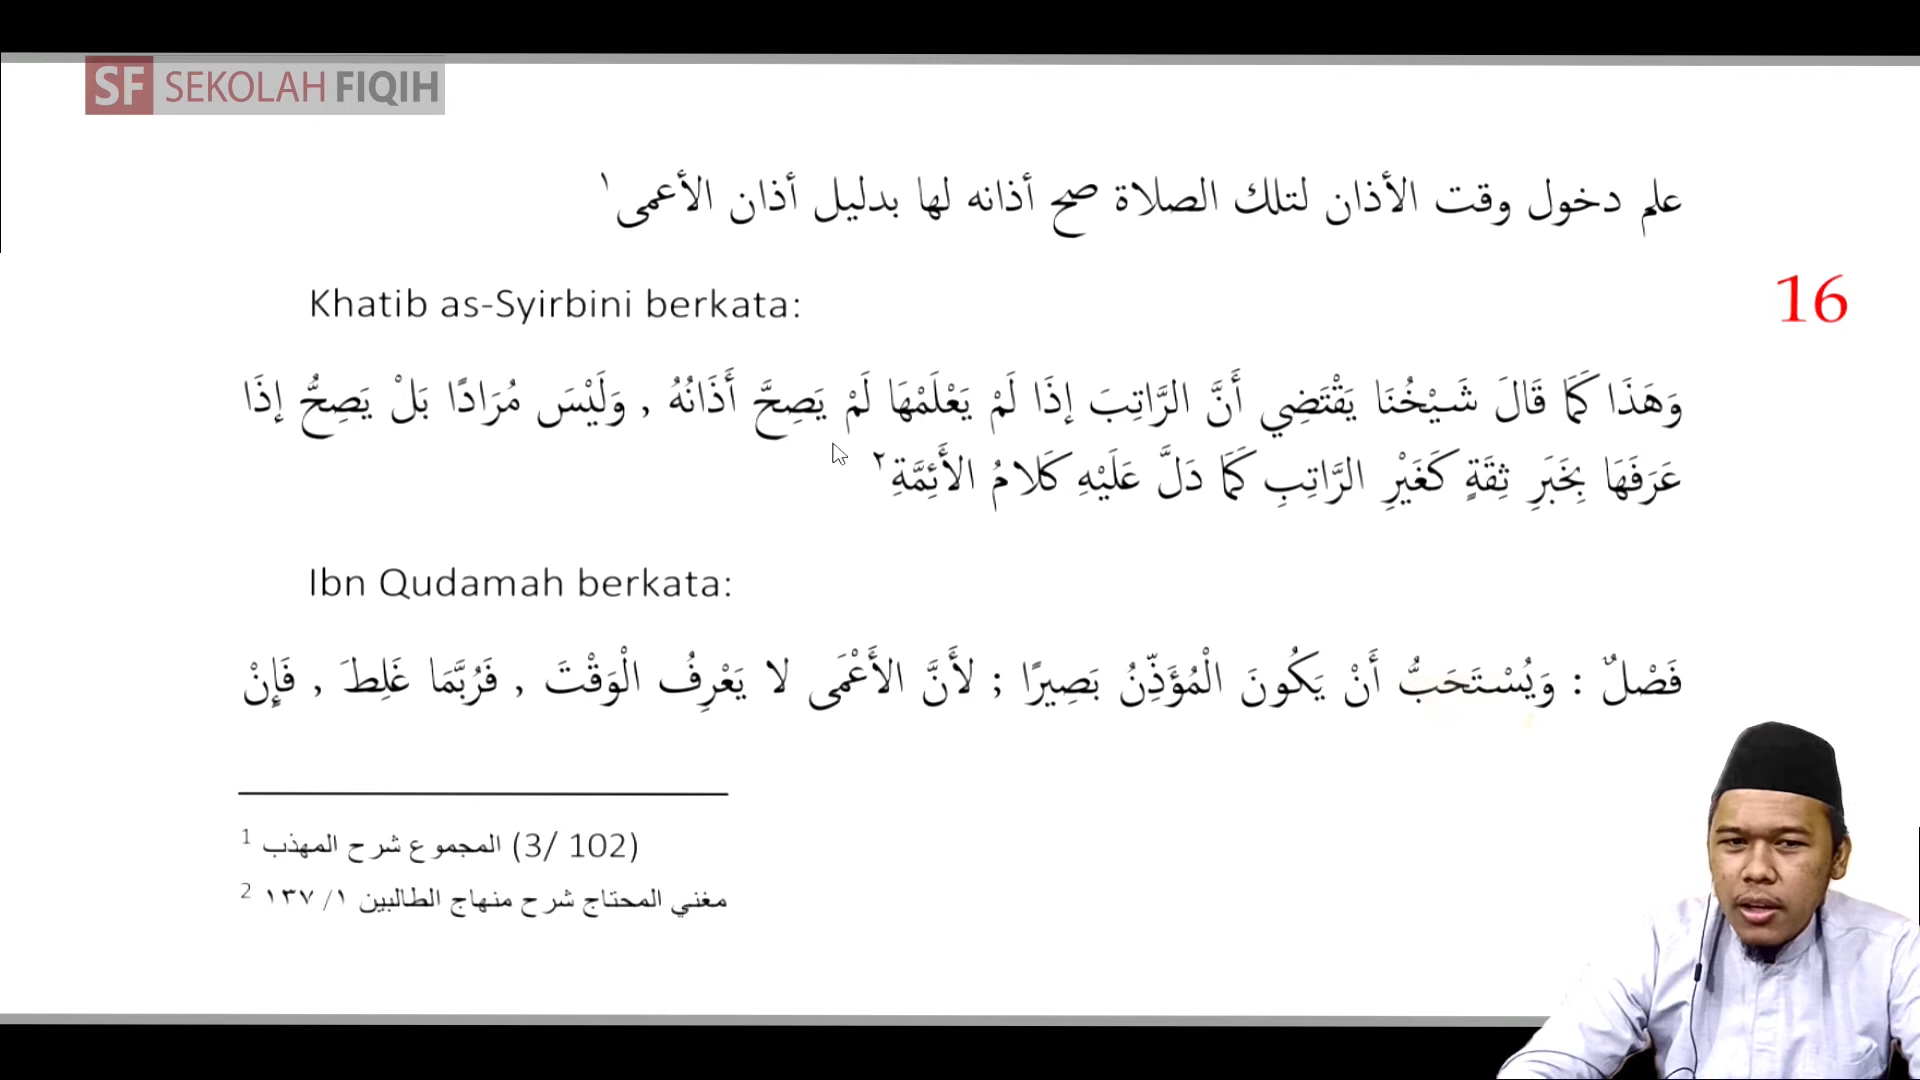 SF SEKOLAH FIQIH
علم دخول وقت الأذان لتلك الصلاة صح أذانه لها بدليل أذان الأعمى١
Khatib as-Syirbini berkata:
16
وَهَذَا كَمَا قَالَ شَيْخُنَا يَقْتَضِي أَنَّ الرَّاتِبَ إذَا لَمْ يَعْلَمْهَا لَمْ يَصِحَّ أَذَانُهُ , وَلَيْسَ مُرَادًا بَلْ يَصِحُّ إذَا
عَرَفَهَا بِخَبَرِ ثِقَةٍ كَغَيْرِ الرَّاتِبِ كَمَا دَلَّ عَلَيْهِ كَلامُ الأَئِمَّةِ٢
Ibn Qudamah berkata:
فَصْلٌ : وَيُسْتَحَبُّ أَنْ يَكُونَ الْمُؤَذِّنُ بَصِيرًا ; لأَنَّ الأَعْمَى لا يَعْرِفُ الْوَقْتَ , فَرُبَّمَا غَلِطَ , فَإِنْ
1 المجموع شرح المهذب (3/ 102)
2 مغني المحتاج شرح منهاج الطالبين ١/ ١٣٧